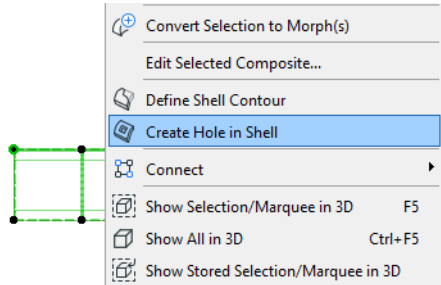 Convert Selection to Morph(s)
Edit Selected Composite...
Define Shell Contour
Create Hole in Shell
Connect
Show Selection/Marquee in 3D F5
Show All in 3D Ctrl+F5
Show Stored Selection/Marquee in 3D